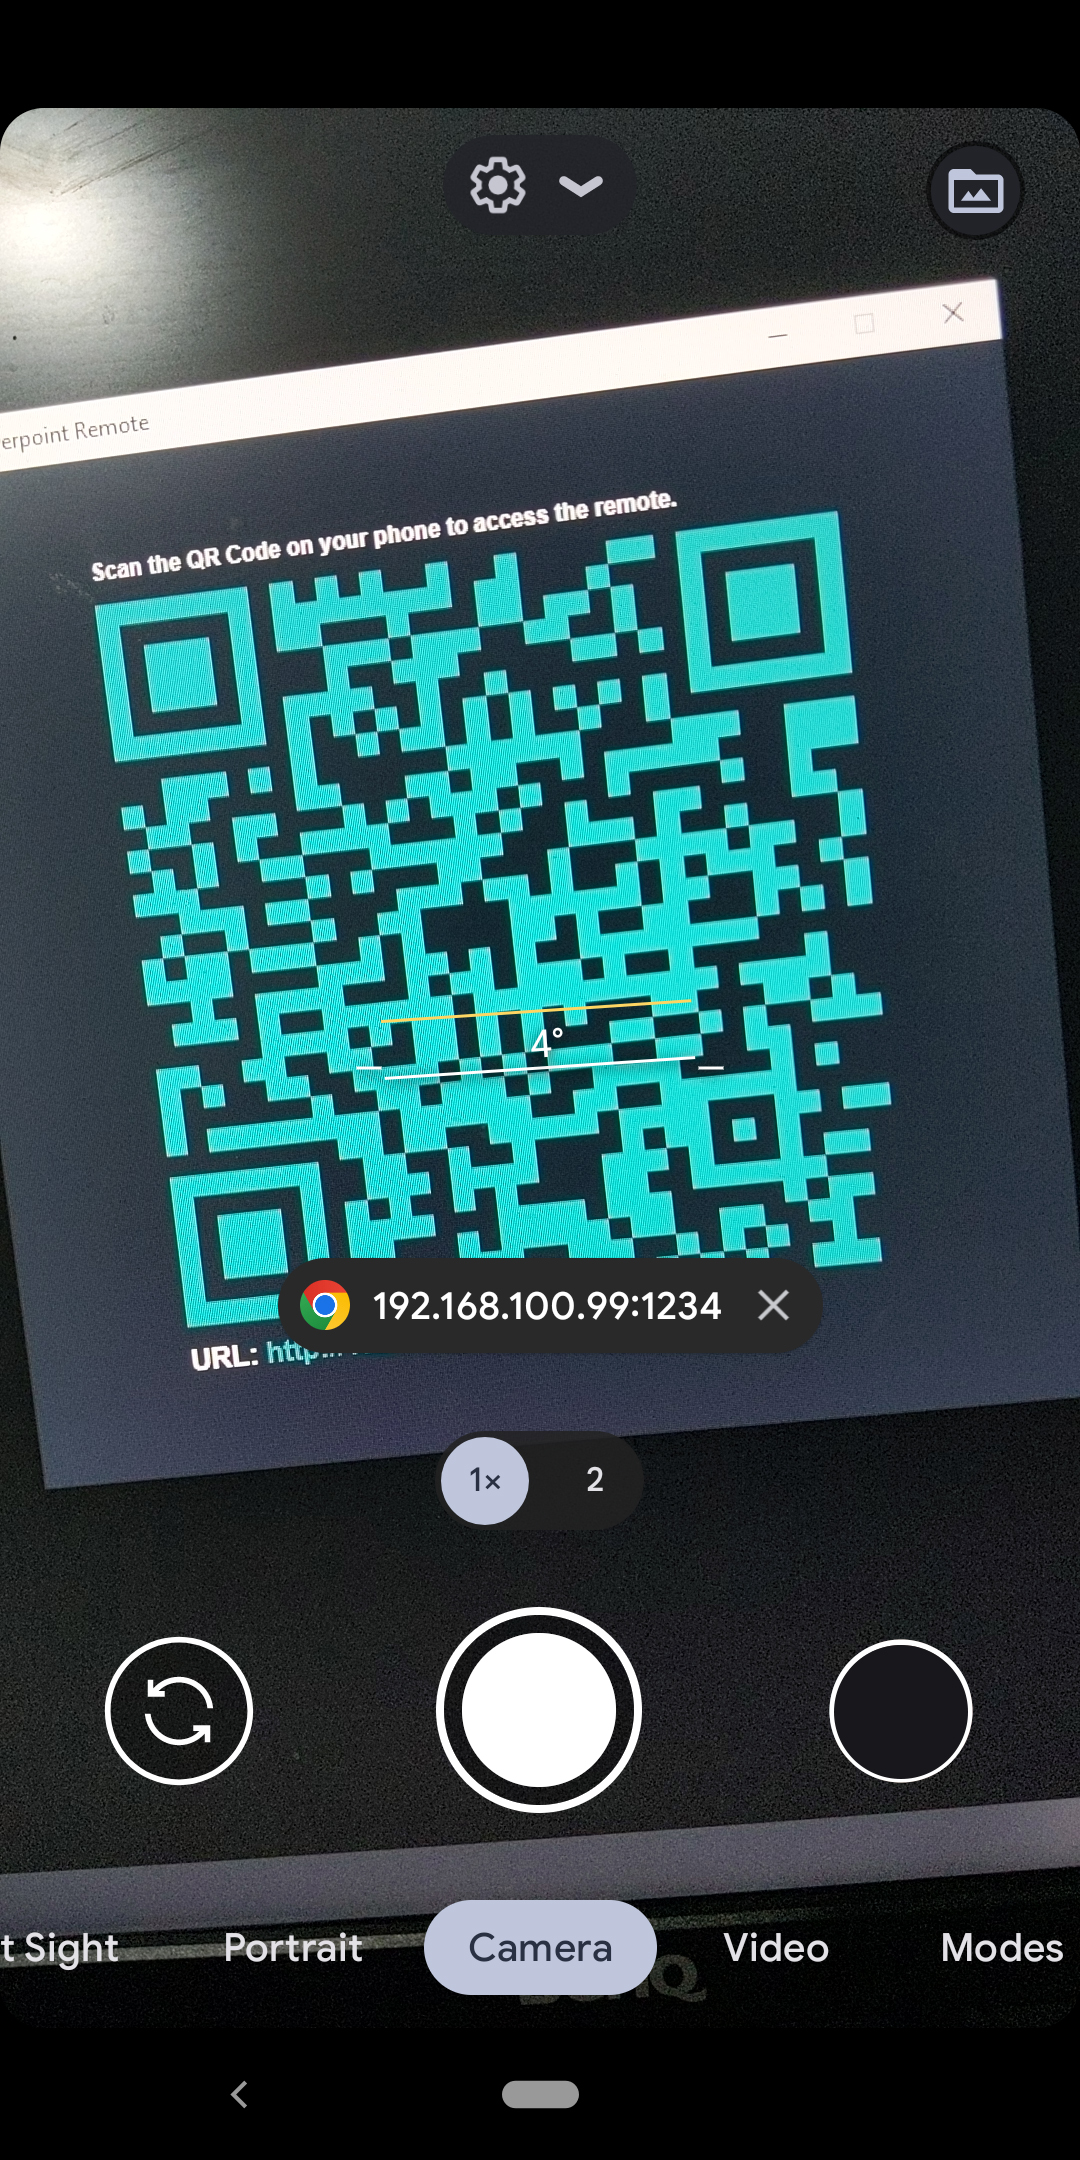 Powerpoint Remote
Scan the QR Code on your phone to access the remote.
4°
192.168.100.99:1234
URL: http://
1×
2
t Sight
Portrait
Camera
Video
Modes